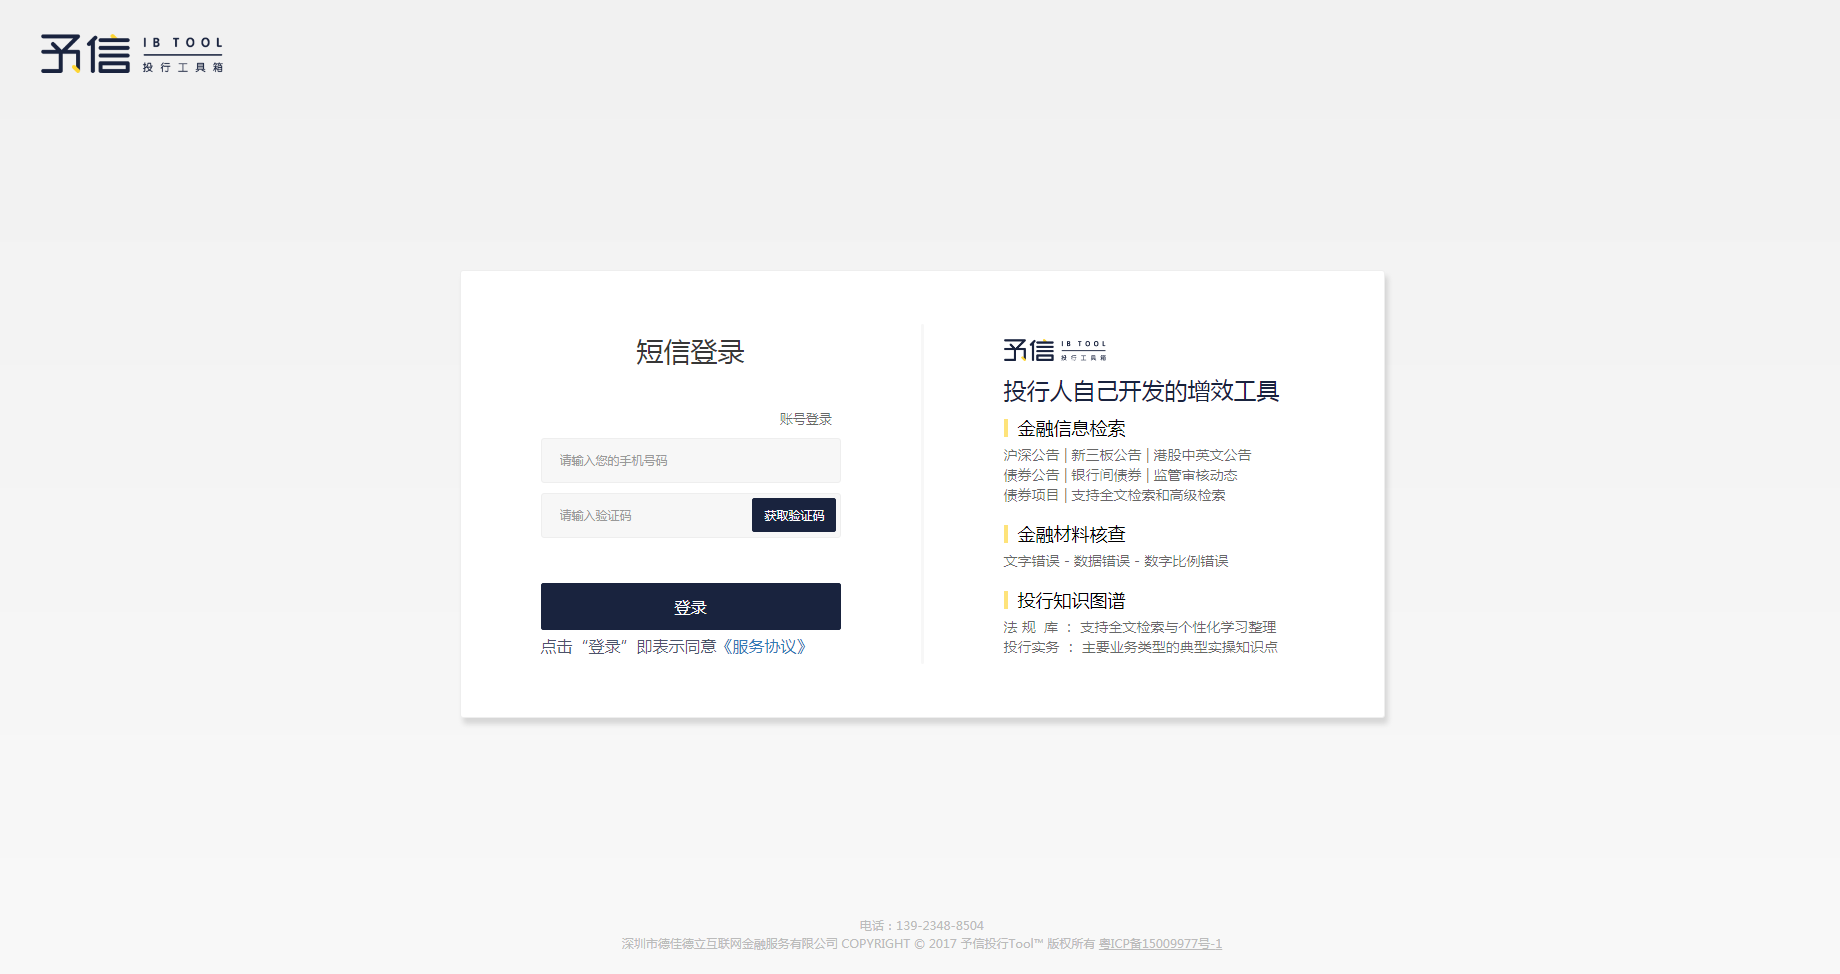 予信 IB TOOL
投行工具箱
短信登录
账号登录
请输入您的手机号码
请输入验证码 获取验证码
登录
点击“登录”即表示同意《服务协议》
予信 IB TOOL
投行工具箱
投行人自己开发的增效工具
金融信息检索
沪深公告 | 新三板公告 | 港股中英文公告
债券公告 | 银行间债券 | 监管审核动态
债券项目 | 支持全文检索和高级检索
金融材料核查
文字错误 - 数据错误 - 数字比例错误
投行知识图谱
法 规 库 ： 支持全文检索与个性化学习整理
投行实务 ： 主要业务类型的典型实操知识点
电话：139-2348-8504
深圳市德佳德立互联网金融服务有限公司 COPYRIGHT © 2017 予信投行Tool™ 版权所有 粤ICP备15009977号-1